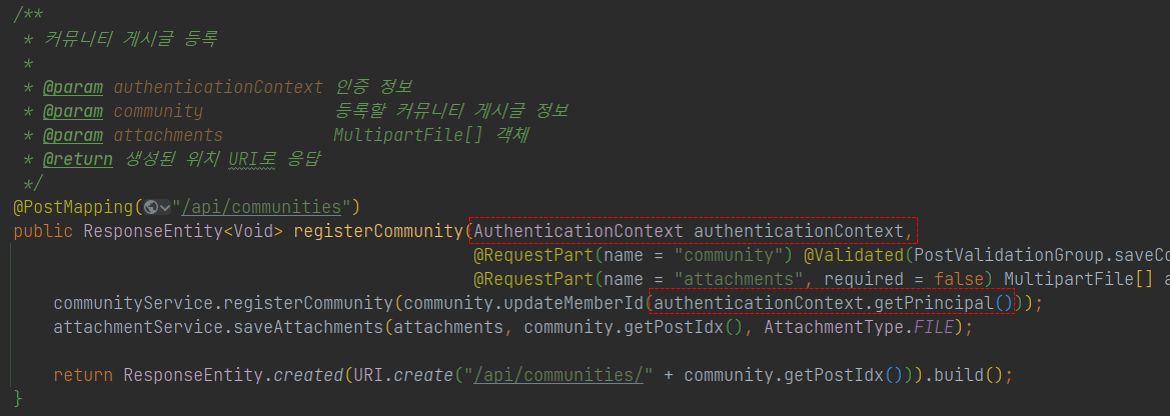 /**
 * 커뮤니티 게시글 등록
 *
 * @param authenticationContext 인증 정보
 * @param community 등록할 커뮤니티 게시글 정보
 * @param attachments MultipartFile[] 객체
 * @return 생성된 위치 URI로 응답
 */
@PostMapping("/api/communities")
public ResponseEntity<Void> registerCommunity(AuthenticationContext authenticationContext,
@RequestPart(name = "community") @Validated(PostValidationGroup.saveCo
@RequestPart(name = "attachments", required = false) MultipartFile[] a
communityService.registerCommunity(community.updateMemberId(authenticationContext.getPrincipal()));
attachmentService.saveAttachments(attachments, community.getPostIdx(), AttachmentType.FILE);
return ResponseEntity.created(URI.create("/api/communities/" + community.getPostIdx())).build();
}